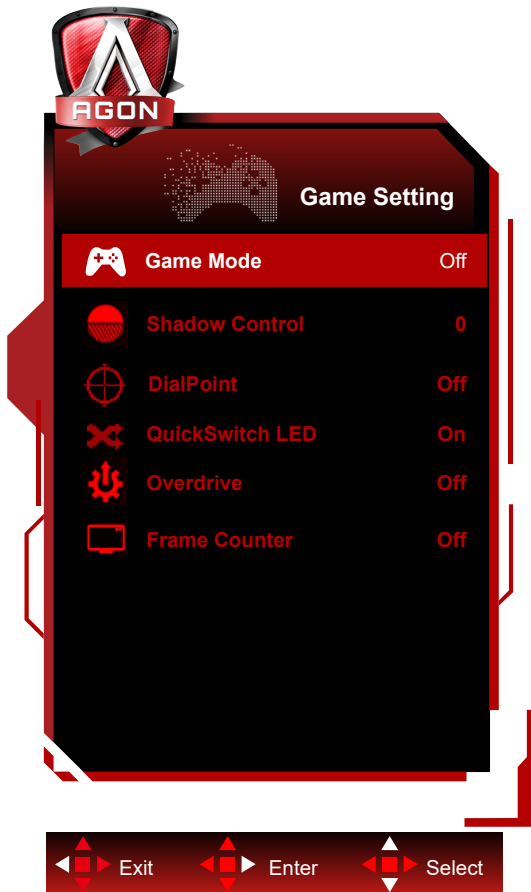 AGON
Game Setting
Game Mode Off
Shadow Control 0
DialPoint Off
QuickSwitch LED On
Overdrive Off
Frame Counter Off
Exit Enter Select